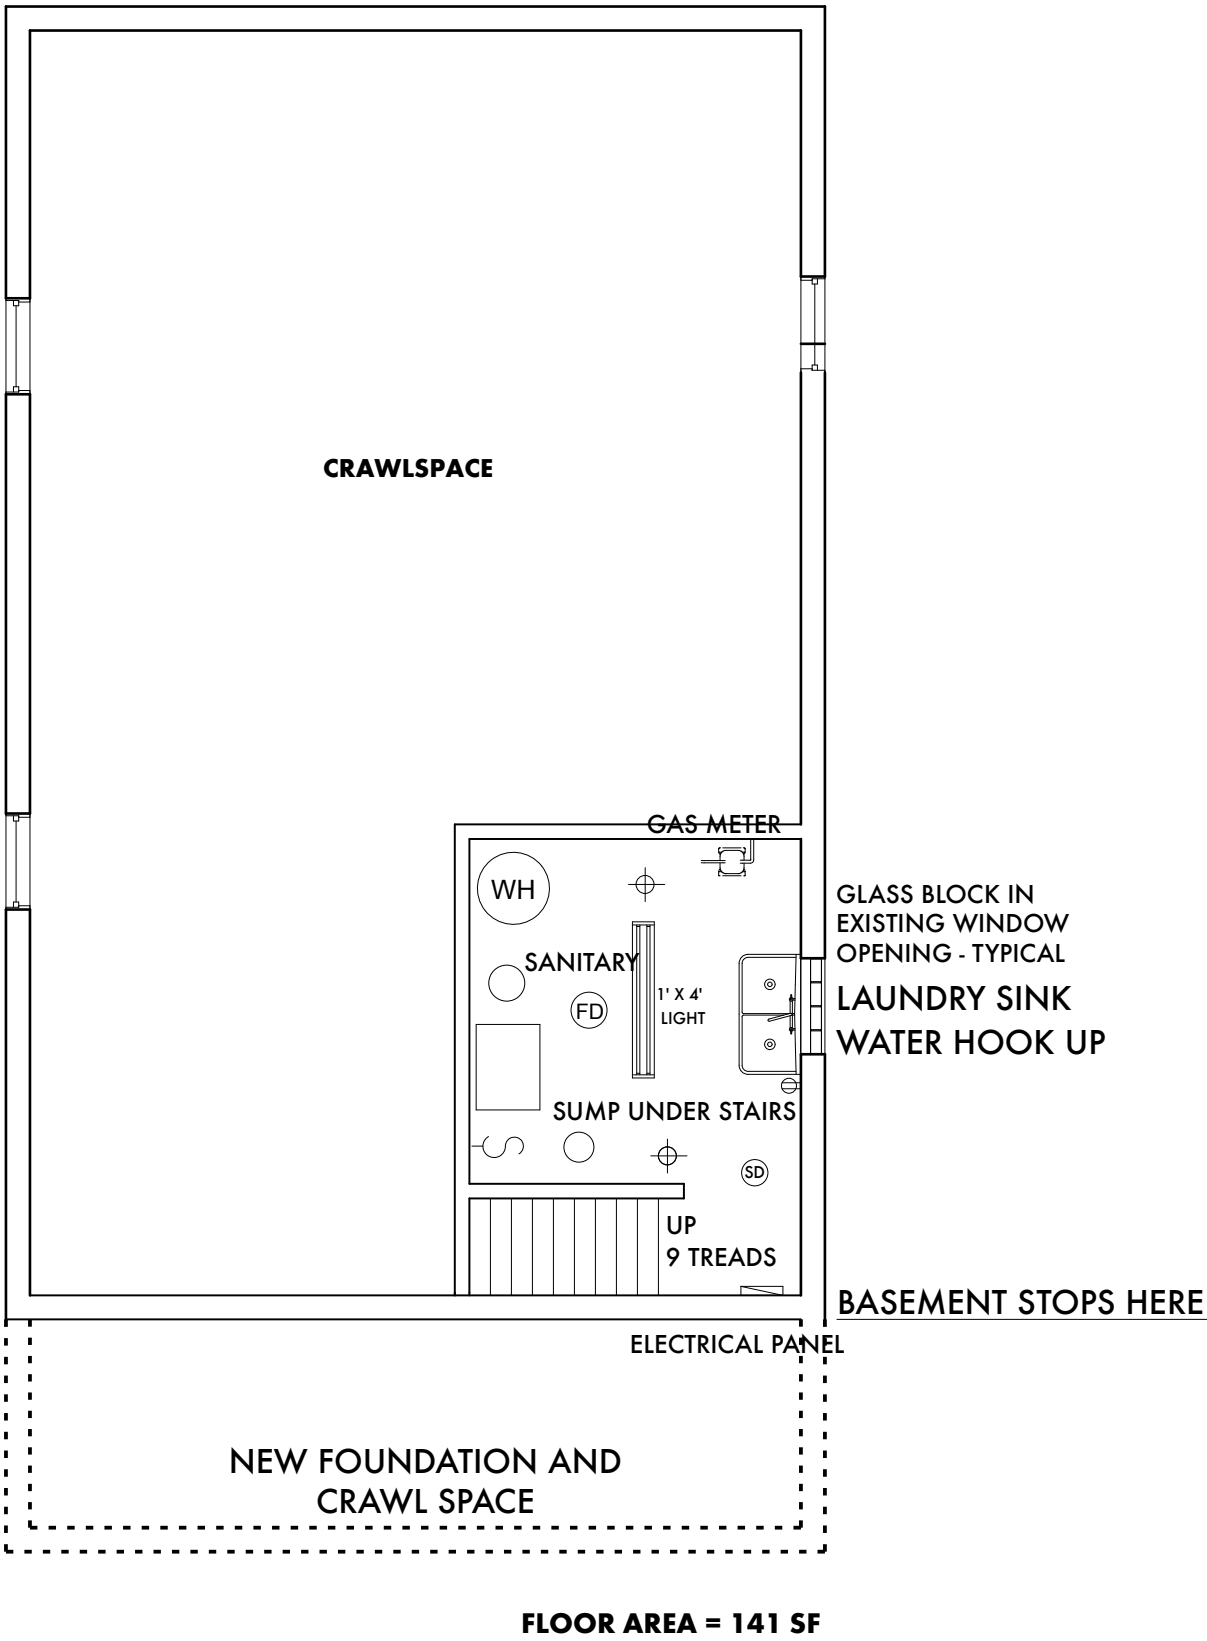 CRAWLSPACE
GAS METER
WH
GLASS BLOCK IN
EXISTING WINDOW
OPENING - TYPICAL
SANITARY
1' X 4'
LIGHT
FD
LAUNDRY SINK
WATER HOOK UP
SUMP UNDER STAIRS
S
SD
UP
9 TREADS
BASEMENT STOPS HERE
ELECTRICAL PANEL
NEW FOUNDATION AND
CRAWL SPACE
FLOOR AREA = 141 SF